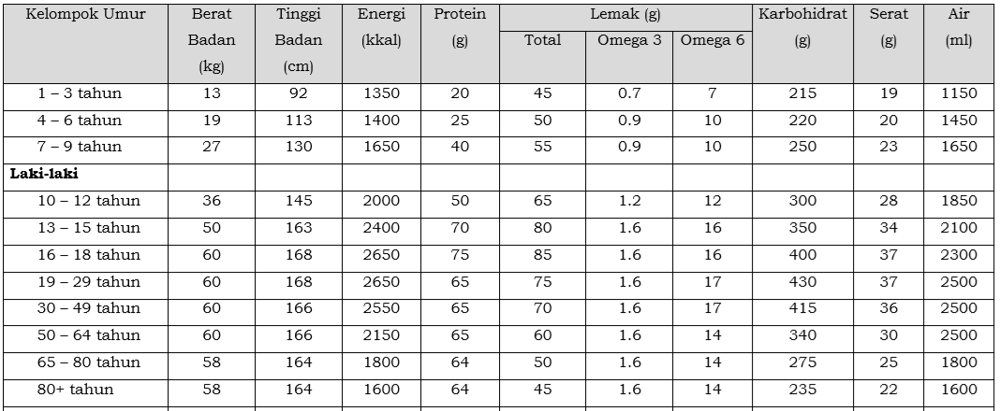 Kelompok Umur Berat Badan (kg) Tinggi Badan (cm) Energi (kkal) Protein (g) Lemak (g) Karbohidrat (g) Serat (g) Air (ml)
Total Omega 3 Omega 6
1 – 3 tahun 13 92 1350 20 45 0.7 7 215 19 1150
4 – 6 tahun 19 113 1400 25 50 0.9 10 220 20 1450
7 – 9 tahun 27 130 1650 40 55 0.9 10 250 23 1650
Laki-laki
10 – 12 tahun 36 145 2000 50 65 1.2 12 300 28 1850
13 – 15 tahun 50 163 2400 70 80 1.6 16 350 34 2100
16 – 18 tahun 60 168 2650 75 85 1.6 16 400 37 2300
19 – 29 tahun 60 168 2650 65 75 1.6 17 430 37 2500
30 – 49 tahun 60 166 2550 65 70 1.6 17 415 36 2500
50 – 64 tahun 60 166 2150 65 60 1.6 14 340 30 2500
65 – 80 tahun 58 164 1800 64 50 1.6 14 275 25 1800
80+ tahun 58 164 1600 64 45 1.6 14 235 22 1600